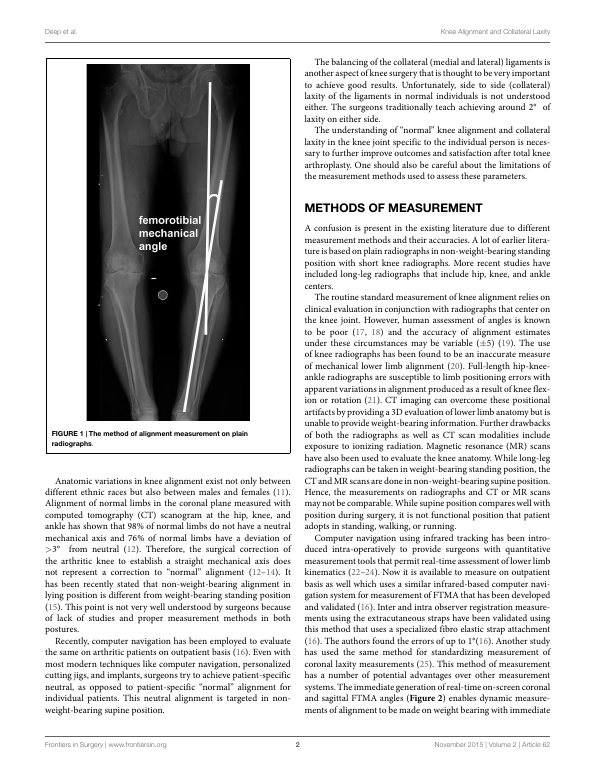 Deep et al.
Knee Alignment and Collateral Laxity
femorotibial
mechanical
angle
FIGURE 1 | The method of alignment measurement on plain
radiographs.
Anatomic variations in knee alignment exist not only between
different ethnic races but also between males and females (11).
Alignment of normal limbs in the coronal plane measured with
computed tomography (CT) scanogram at the hip, knee, and
ankle has shown that 98% of normal limbs do not have a neutral
mechanical axis and 76% of normal limbs have a deviation of
>3° from neutral (12). Therefore, the surgical correction of
the arthritic knee to establish a straight mechanical axis does
not represent a correction to “normal” alignment (12–14). It
has been recently stated that non-weight-bearing alignment in
lying position is different from weight-bearing standing position
(15). This point is not very well understood by surgeons because
of lack of studies and proper measurement methods in both
postures.
Recently, computer navigation has been employed to evaluate
the same on arthritic patients on outpatient basis (16). Even with
most modern techniques like computer navigation, personalized
cutting jigs, and implants, surgeons try to achieve patient-specific
neutral, as opposed to patient-specific “normal” alignment for
individual patients. This neutral alignment is targeted in non-
weight-bearing supine position.
The balancing of the collateral (medial and lateral) ligaments is
another aspect of knee surgery that is thought to be very important
to achieve good results. Unfortunately, side to side (collateral)
laxity of the ligaments in normal individuals is not understood
either. The surgeons traditionally teach achieving around 2° of
laxity on either side.
The understanding of “normal” knee alignment and collateral
laxity in the knee joint specific to the individual person is neces-
sary to further improve outcomes and satisfaction after total knee
arthroplasty. One should also be careful about the limitations of
the measurement methods used to assess these parameters.
METHODS OF MEASUREMENT
A confusion is present in the existing literature due to different
measurement methods and their accuracies. A lot of earlier litera-
ture is based on plain radiographs in non-weight-bearing standing
position with short knee radiographs. More recent studies have
included long-leg radiographs that include hip, knee, and ankle
centers.
The routine standard measurement of knee alignment relies on
clinical evaluation in conjunction with radiographs that center on
the knee joint. However, human assessment of angles is known
to be poor (17, 18) and the accuracy of alignment estimates
under these circumstances may be variable (±5) (19). The use
of knee radiographs has been found to be an inaccurate measure
of mechanical lower limb alignment (20). Full-length hip-knee-
ankle radiographs are susceptible to limb positioning errors with
apparent variations in alignment produced as a result of knee flex-
ion or rotation (21). CT imaging can overcome these positional
artifacts by providing a 3D evaluation of lower limb anatomy but is
unable to provide weight-bearing information. Further drawbacks
of both the radiographs as well as CT scan modalities include
exposure to ionizing radiation. Magnetic resonance (MR) scans
have also been used to evaluate the knee anatomy. While long-leg
radiographs can be taken in weight-bearing standing position, the
CT and MR scans are done in non-weight-bearing supine position.
Hence, the measurements on radiographs and CT or MR scans
may not be comparable. While supine position compares well with
position during surgery, it is not functional position that patient
adopts in standing, walking, or running.
Computer navigation using infrared tracking has been intro-
duced intra-operatively to provide surgeons with quantitative
measurement tools that permit real-time assessment of lower limb
kinematics (22–24). Now it is available to measure on outpatient
basis as well which uses a similar infrared-based computer navi-
gation system for measurement of FTMA that has been developed
and validated (16). Inter and intra observer registration measure-
ments using the extracutaneous straps have been validated using
this method that uses a specialized fibro elastic strap attachment
(16). The authors found the errors of up to 1°(16). Another study
has used the same method for standardizing measurement of
coronal laxity measurements (25). This method of measurement
has a number of potential advantages over other measurement
systems. The immediate generation of real-time on-screen coronal
and sagittal FTMA angles (Figure 2) enables dynamic measure-
ments of alignment to be made on weight bearing with immediate
Frontiers in Surgery | www.frontiersin.org
2
November 2015 | Volume 2 | Article 62